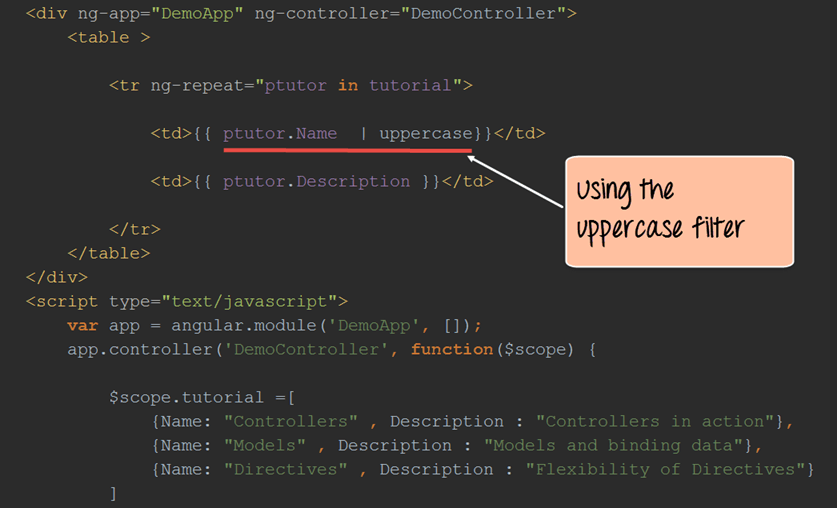 <div ng-app="DemoApp" ng-controller="DemoController">
<table >
<tr ng-repeat="ptutor in tutorial">
<td>{{ ptutor.Name  | uppercase}}</td>
<td>{{ ptutor.Description }}</td>
using the
uppercase filter
</tr>
</table>
</div>
<script type="text/javascript">
var app = angular.module('DemoApp', []);
app.controller('DemoController', function($scope) {
$scope.tutorial =[
{Name: "Controllers" , Description : "Controllers in action"},
{Name: "Models" , Description : "Models and binding data"},
{Name: "Directives" , Description : "Flexibility of Directives"}
]